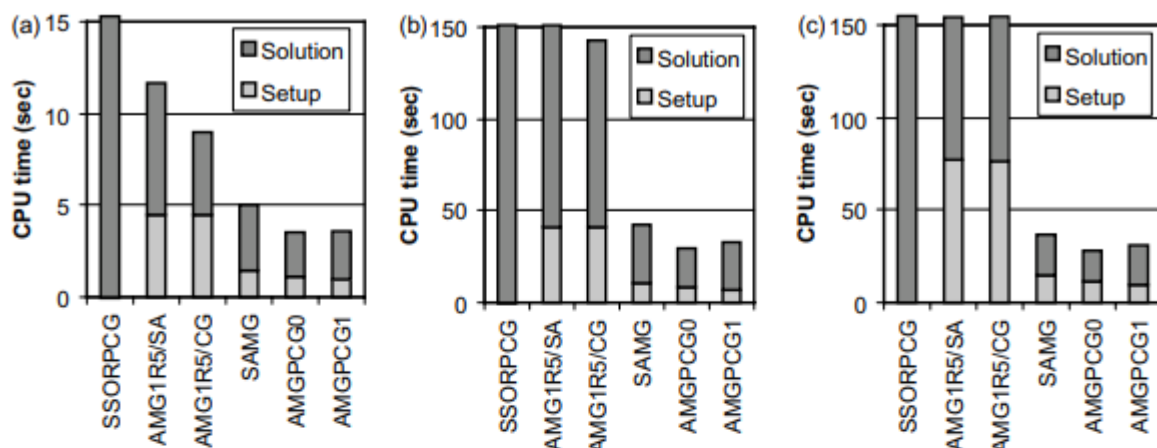 (a)
CPU time (sec)
15
10
5
0
Solution
Setup
SSORPCG
AMG1R5/SA
AMG1R5/CG
SAMG
AMGPCG0
AMGPCG1
(b)
CPU time (sec)
150
100
50
0
Solution
Setup
SSORPCG
AMG1R5/SA
AMG1R5/CG
SAMG
AMGPCG0
AMGPCG1
(c)
CPU time (sec)
150
100
50
0
Solution
Setup
SSORPCG
AMG1R5/SA
AMG1R5/CG
SAMG
AMGPCG0
AMGPCG1